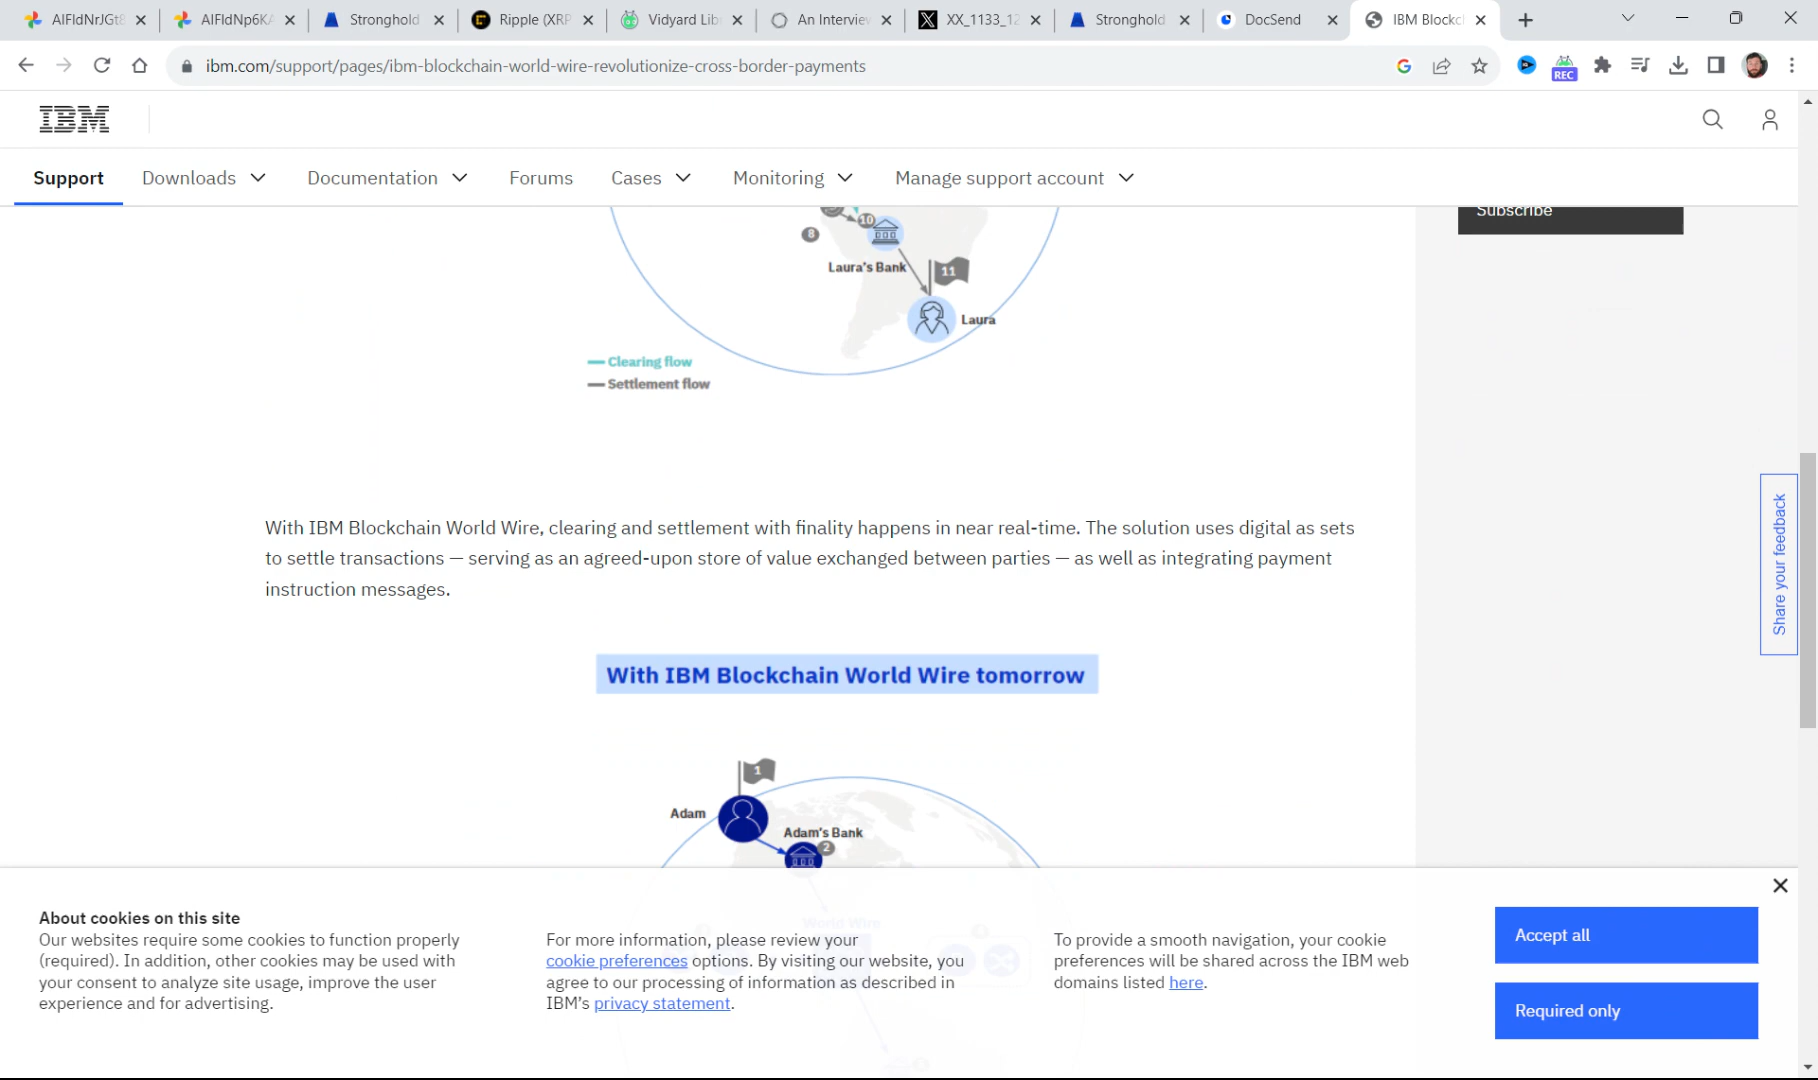 AIFIdNrJGt8
AIFIdNp6KA
Stronghold
Ripple (XRP
Vidyard Lib
An Interview
XX_1133_12
Stronghold
DocSend
IBM Blockc
ibm.com/support/pages/ibm-blockchain-world-wire-revolutionize-cross-border-payments
REC
IBM
Support
Downloads
Documentation
Forums
Cases
Monitoring
Manage support account
Subscribe
10
8
Laura's Bank
11
Laura
Clearing flow
Settlement flow
With IBM Blockchain World Wire, clearing and settlement with finality happens in near real-time. The solution uses digital as sets
to settle transactions — serving as an agreed-upon store of value exchanged between parties — as well as integrating payment
instruction messages.
Share your feedback
With IBM Blockchain World Wire tomorrow
1
Adam
Adam's Bank
2
World Wire
About cookies on this site
Our websites require some cookies to function properly
(required). In addition, other cookies may be used with
your consent to analyze site usage, improve the user
experience and for advertising.
For more information, please review your
cookie preferences options. By visiting our website, you
agree to our processing of information as described in
IBM's privacy statement.
To provide a smooth navigation, your cookie
preferences will be shared across the IBM web
domains listed here.
Accept all
Required only